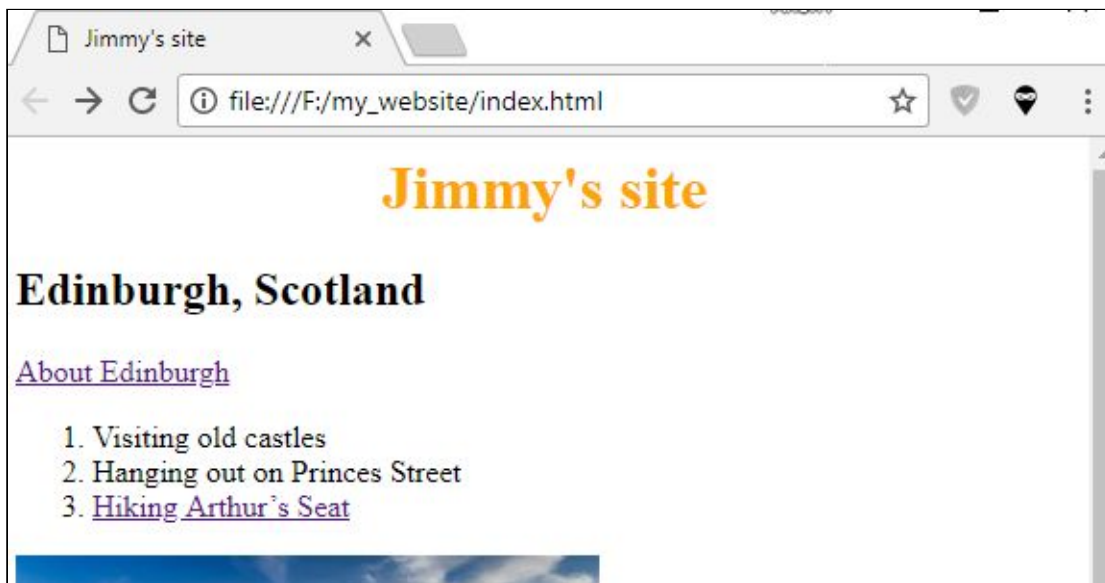 Jimmy's site
file:///F:/my_website/index.html
Jimmy's site
Edinburgh, Scotland
About Edinburgh
1. Visiting old castles
2. Hanging out on Princes Street
3. Hiking Arthur’s Seat